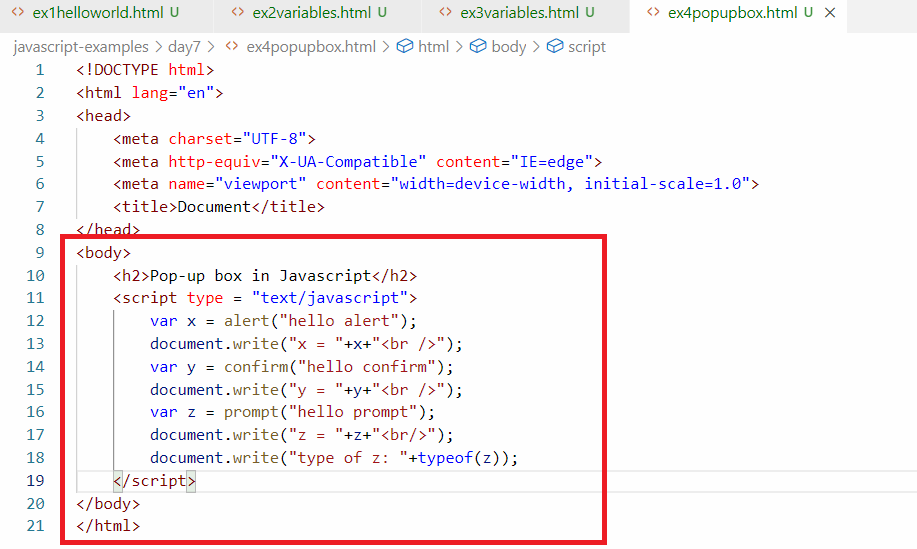 ex1helloworld.html U ex2variables.html U ex3variables.html U ex4popupbox.html U
javascript-examples > day7 > ex4popupbox.html > html > body > script
1 <!DOCTYPE html>
2 <html lang="en">
3 <head>
4 <meta charset="UTF-8">
5 <meta http-equiv="X-UA-Compatible" content="IE=edge">
6 <meta name="viewport" content="width=device-width, initial-scale=1.0">
7 <title>Document</title>
8 </head>
9 <body>
10 <h2>Pop-up box in Javascript</h2>
11 <script type = "text/javascript">
12 var x = alert("hello alert");
13 document.write("x = "+x+"<br />");
14 var y = confirm("hello confirm");
15 document.write("y = "+y+"<br />");
16 var z = prompt("hello prompt");
17 document.write("z = "+z+"<br/>");
18 document.write("type of z: "+typeof(z));
19 </script>
20 </body>
21 </html>